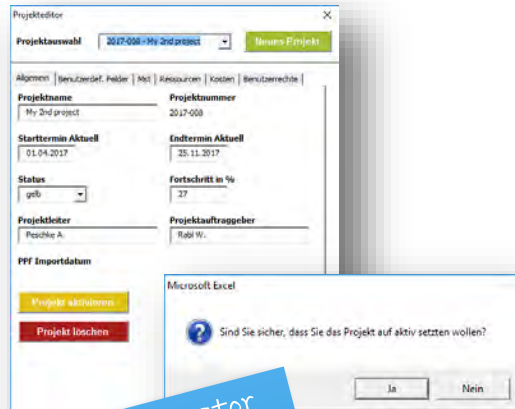 Projekteditor
Projektauswahl 2017-008 - My 2nd project Neues Projekt
Allgemein Benutzerdef. Felder Mst Ressourcen Kosten Benutzerrechte
Projektname Projektnummer
My 2nd project 2017-008
Starttermin Aktuell Endtermin Aktuell
01.04.2017 25.11.2017
Status Fortschritt in %
gelb 27
Projektleiter Projektauftraggeber
Peschke A. Rabl W.
PPF Importdatum
Projekt aktivieren
Projekt löschen
Microsoft Excel
Sind Sie sicher, dass Sie das Projekt auf aktiv setzten wollen?
Ja Nein